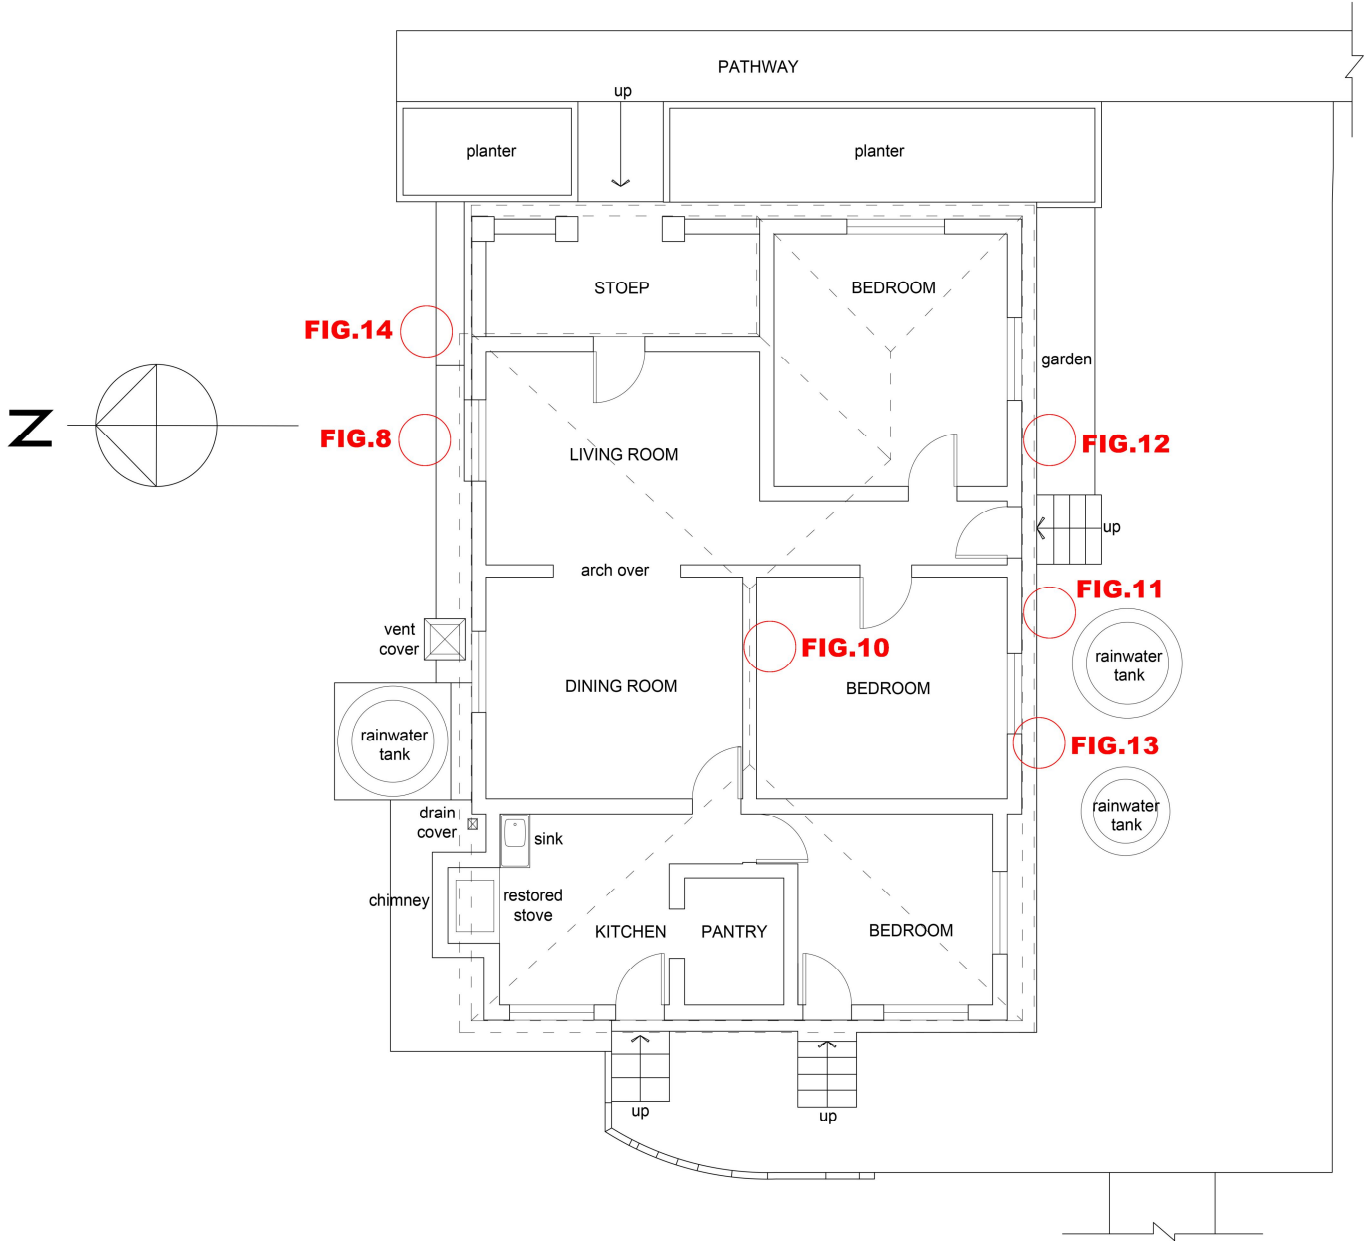 PATHWAY
up
planter
planter
STOEP
BEDROOM
FIG.14
garden
N
FIG.8
LIVING ROOM
FIG.12
up
arch over
FIG.11
vent
cover
FIG.10
rainwater
tank
DINING ROOM
BEDROOM
rainwater
tank
FIG.13
drain
cover
sink
rainwater
tank
chimney
restored
stove
KITCHEN
PANTRY
BEDROOM
up
up